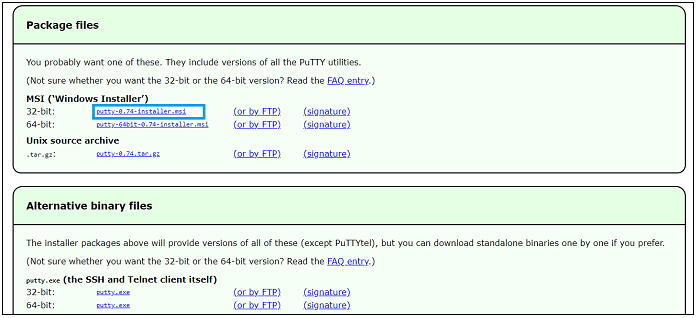 Package files
You probably want one of these. They include versions of all the PuTTY utilities.
(Not sure whether you want the 32-bit or the 64-bit version? Read the FAQ entry.)
MSI (‘Windows Installer’)
32-bit: putty-0.74-installer.msi (or by FTP) (signature)
64-bit: putty-64bit-0.74-installer.msi (or by FTP) (signature)
Unix source archive
.tar.gz: putty-0.74.tar.gz (or by FTP) (signature)
Alternative binary files
The installer packages above will provide versions of all of these (except PuTTYtel), but you can download standalone binaries one by one if you prefer.
(Not sure whether you want the 32-bit or the 64-bit version? Read the FAQ entry.)
putty.exe (the SSH and Telnet client itself)
32-bit: putty.exe (or by FTP) (signature)
64-bit: putty.exe (or by FTP) (signature)